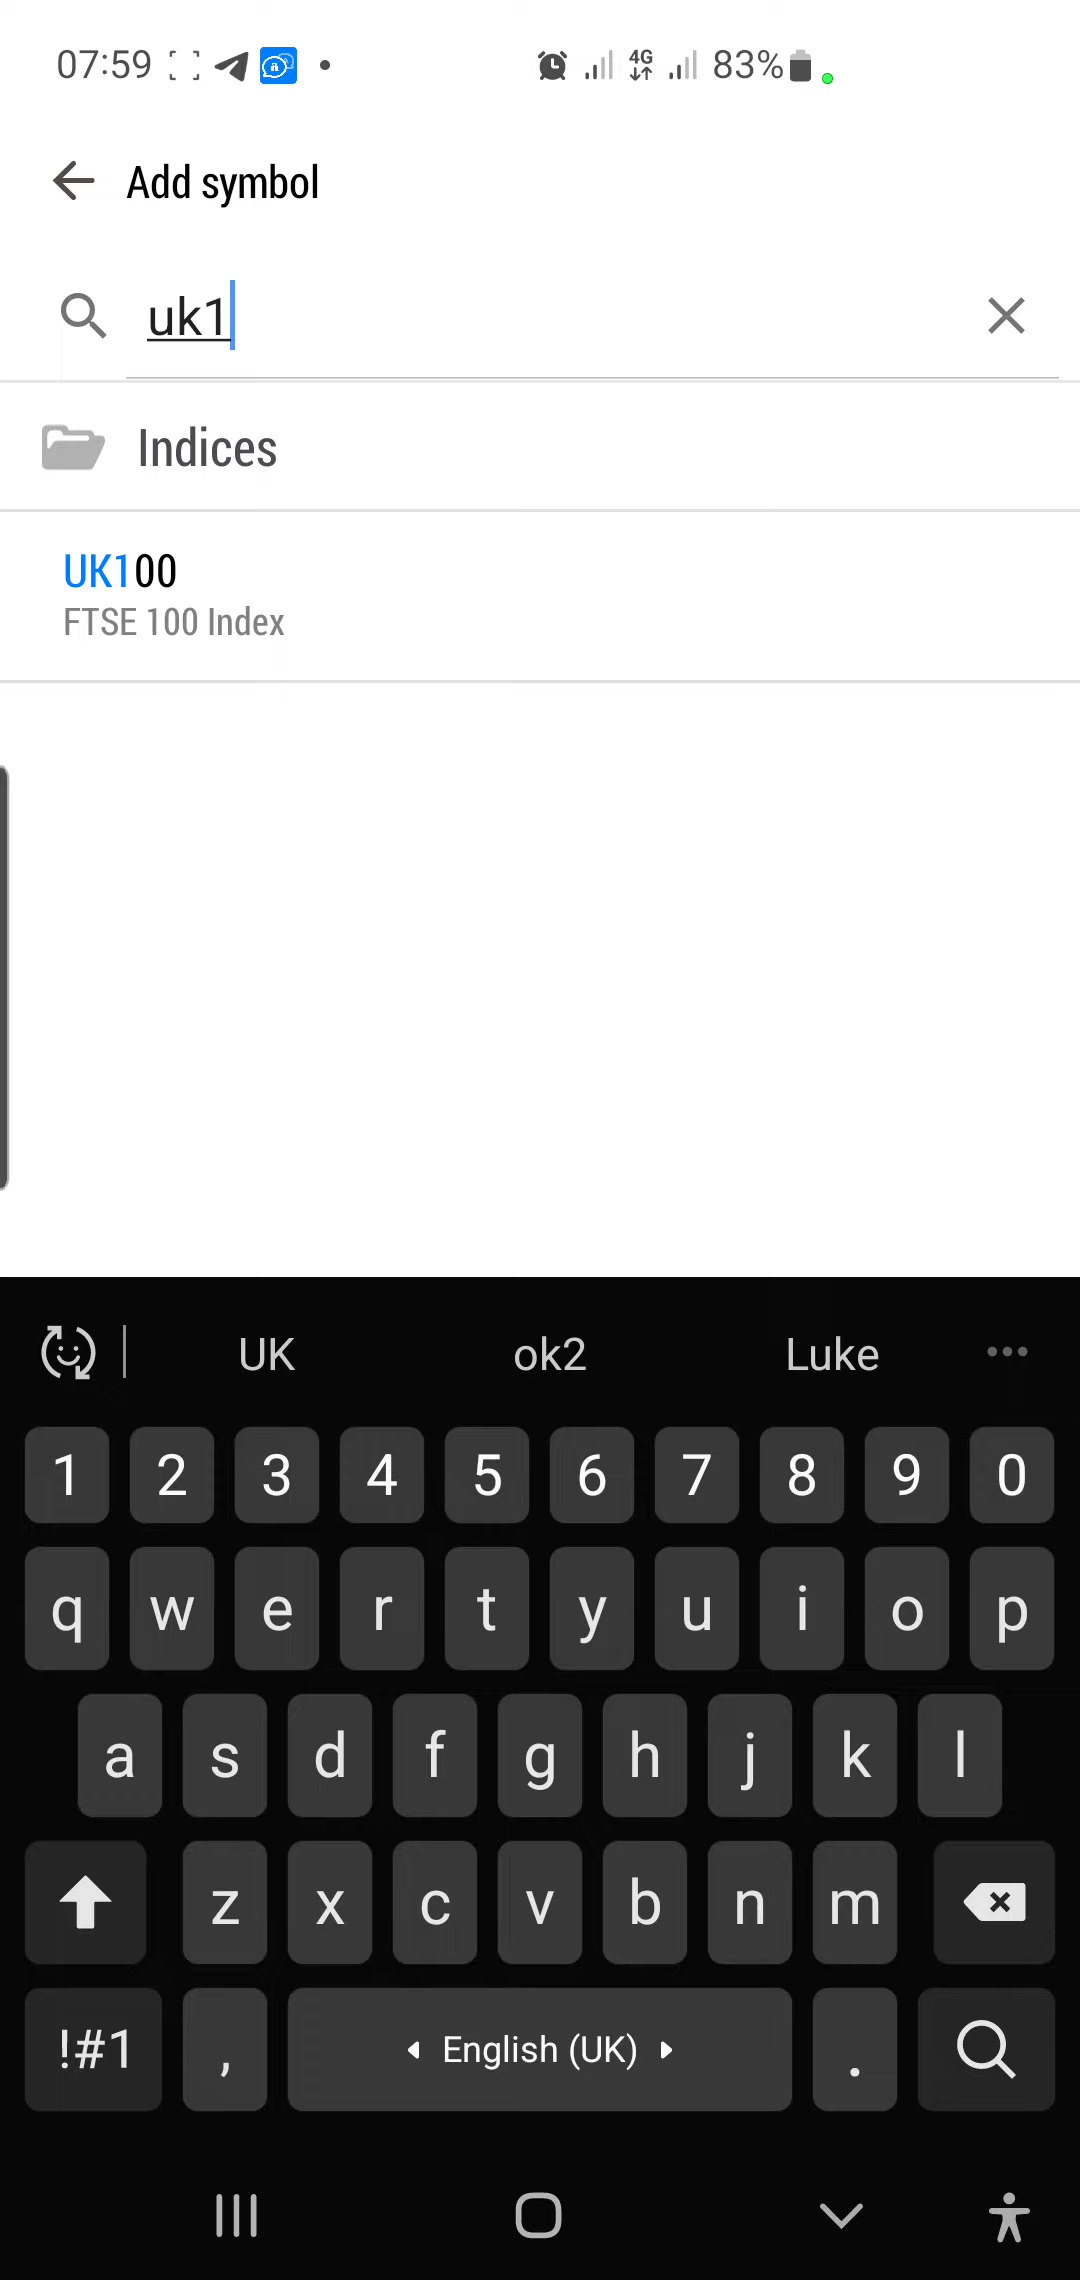 07:59 4G 83%
Add symbol
uk1
Indices
UK100
FTSE 100 Index
UK ok2 Luke
1 2 3 4 5 6 7 8 9 0
q w e r t y u i o p
a s d f g h j k l
z x c v b n m
!#1 , English (UK) .